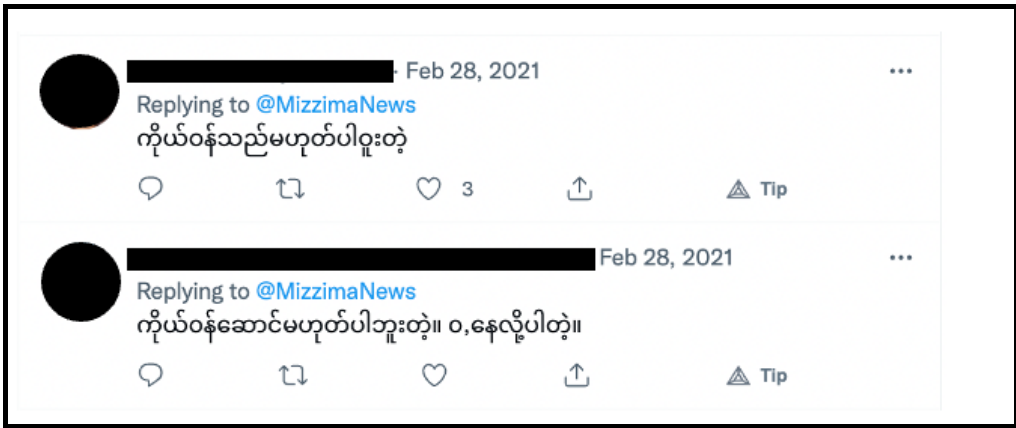 · Feb 28, 2021
Replying to @MizzimaNews
ကိုယ်ဝန်သည်မဟုတ်ပါဝူးတဲ့
3
Tip
Feb 28, 2021
Replying to @MizzimaNews
ကိုယ်ဝန်ဆောင်မဟုတ်ပါဘူးတဲ့။ ဝ,နေလို့ပါတဲ့။
Tip